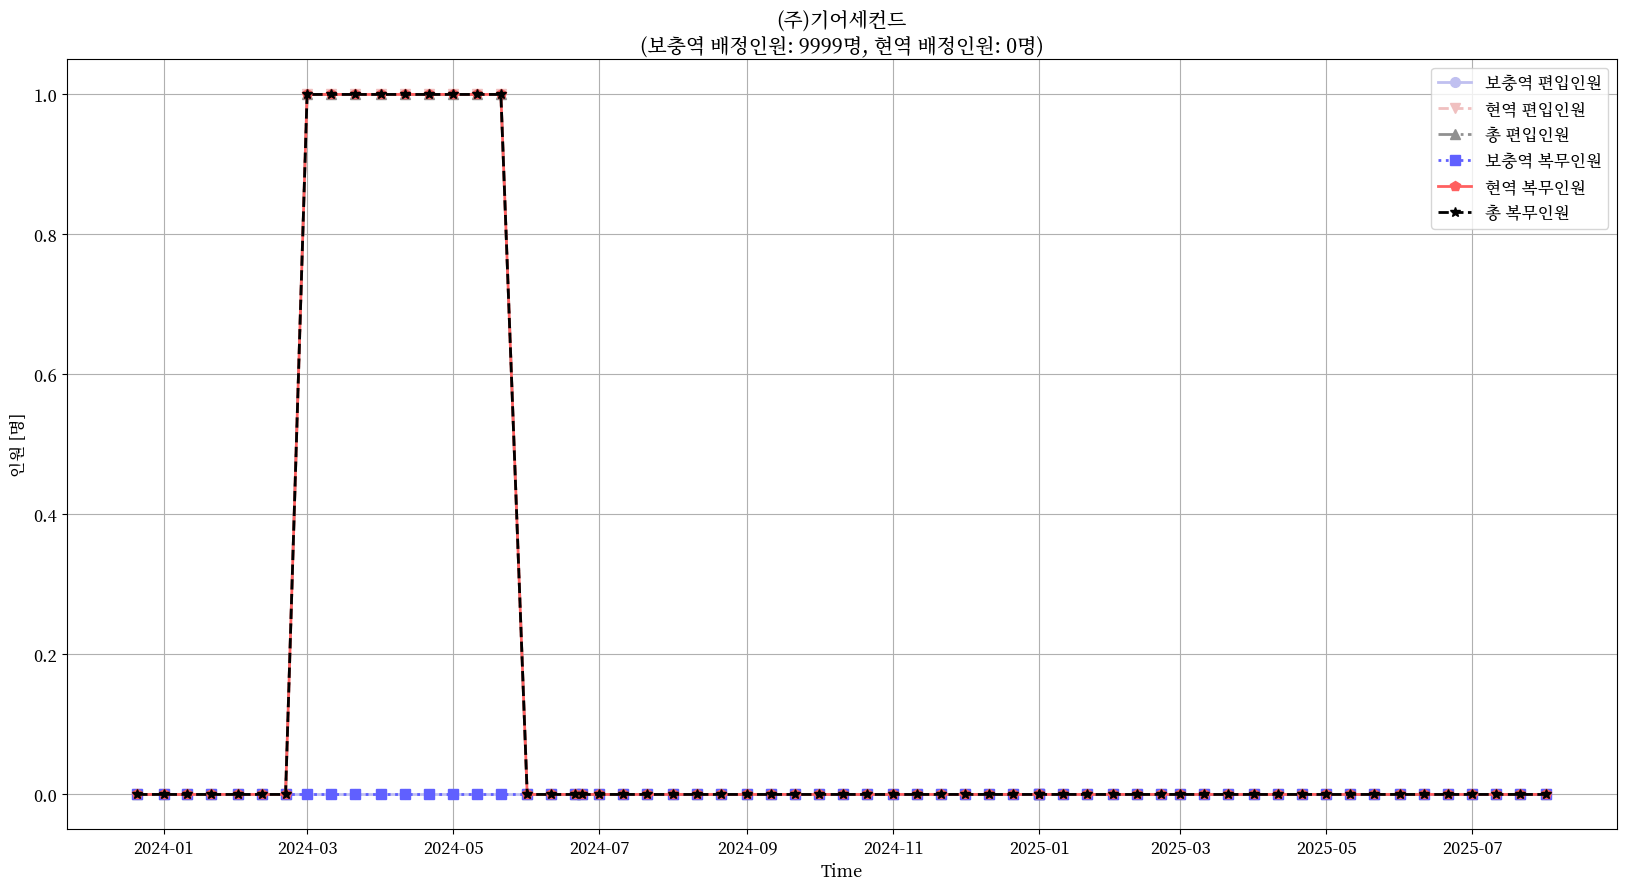 (주)기어세컨드
(보충역 배정인원: 9999명, 현역 배정인원: 0명)
보충역 편입인원
현역 편입인원
총 편입인원
보충역 복무인원
현역 복무인원
총 복무인원
인원 [명]
1.0
0.8
0.6
0.4
0.2
0.0
2024-01 2024-03 2024-05 2024-07 2024-09 2024-11 2025-01 2025-03 2025-05 2025-07
Time